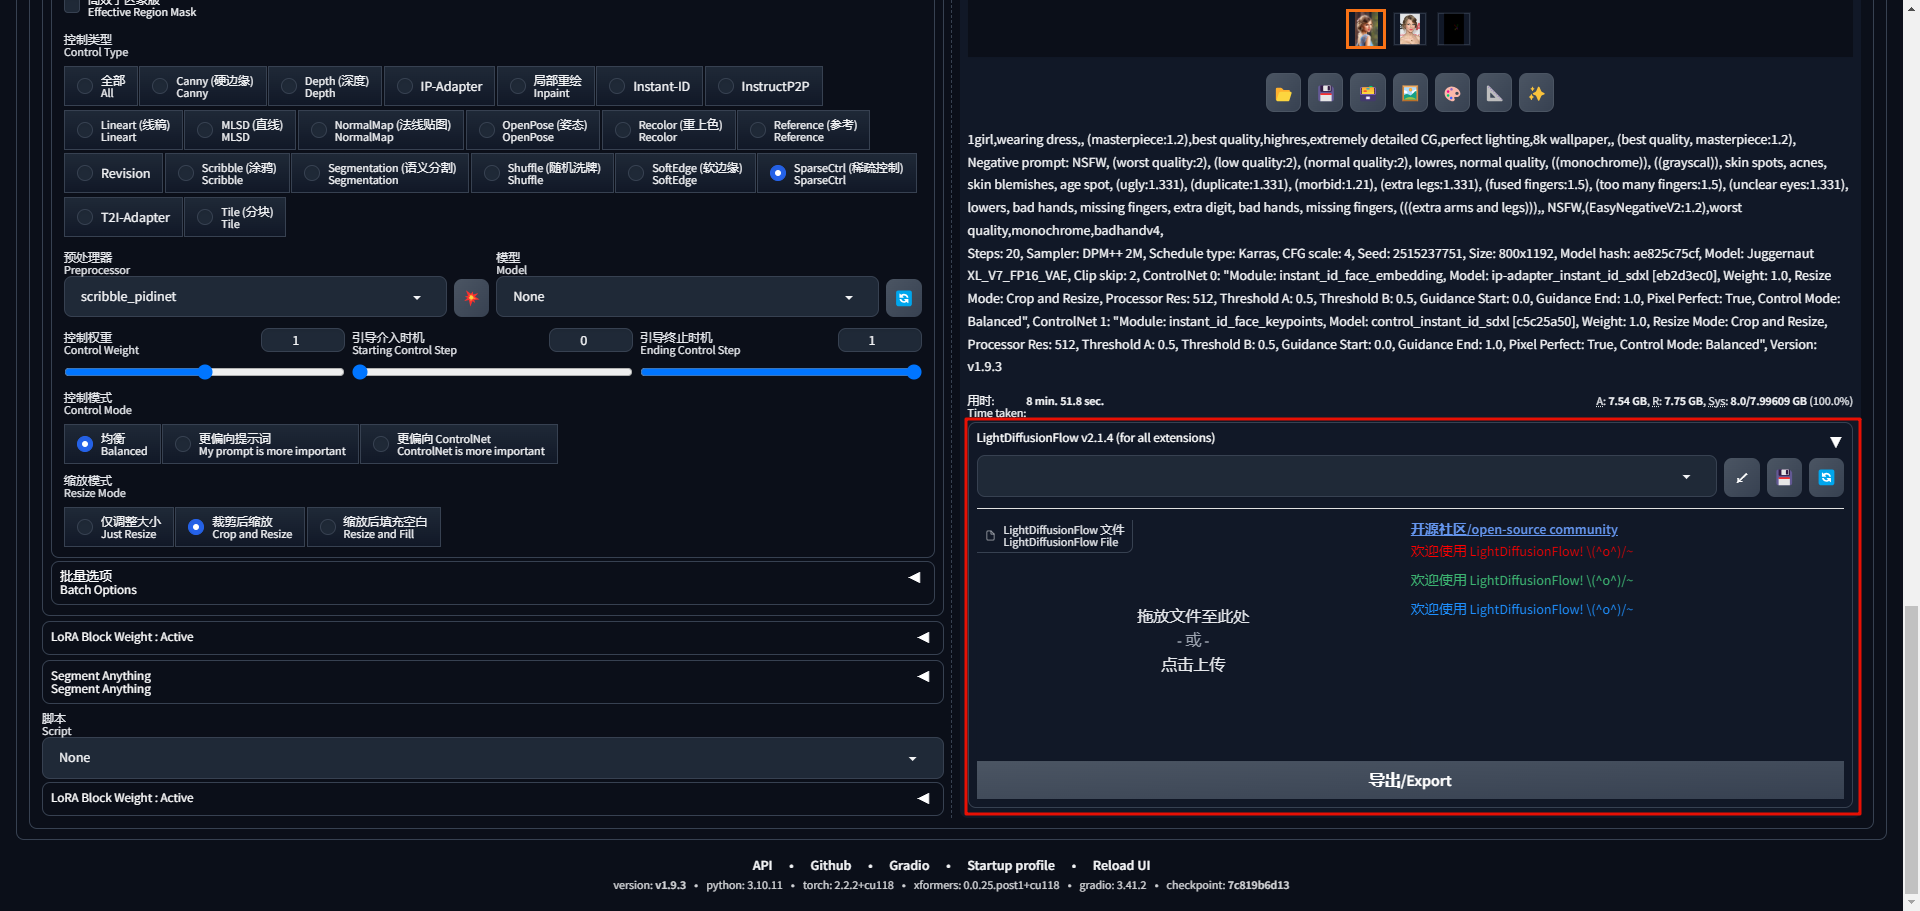 高效子区蒙版
Effective Region Mask
控制类型
Control Type
全部
All
Canny (硬边缘)
Canny
Depth (深度)
Depth
IP-Adapter
局部重绘
Inpaint
Instant-ID
InstructP2P
Lineart (线稿)
Lineart
MLSD (直线)
MLSD
NormalMap (法线贴图)
NormalMap
OpenPose (姿态)
OpenPose
Recolor (重上色)
Recolor
Reference (参考)
Reference
Revision
Scribble (涂鸦)
Scribble
Segmentation (语义分割)
Segmentation
Shuffle (随机洗牌)
Shuffle
SoftEdge (软边缘)
SoftEdge
SparseCtrl (稀疏控制)
SparseCtrl
T2I-Adapter
Tile (分块)
Tile
预处理器
Preprocessor
scribble_pidinet
模型
Model
None
控制权重
Control Weight
1
引导介入时机
Starting Control Step
0
引导终止时机
Ending Control Step
1
控制模式
Control Mode
均衡
Balanced
更偏向提示词
My prompt is more important
更偏向 ControlNet
ControlNet is more important
缩放模式
Resize Mode
仅调整大小
Just Resize
裁剪后缩放
Crop and Resize
缩放后填充空白
Resize and Fill
批量选项
Batch Options
LoRA Block Weight : Active
Segment Anything
Segment Anything
脚本
Script
None
LoRA Block Weight : Active
1girl,wearing dress,, (masterpiece:1.2),best quality,highres,extremely detailed CG,perfect lighting,8k wallpaper,, (best quality, masterpiece:1.2),
Negative prompt: NSFW, (worst quality:2), (low quality:2), (normal quality:2), lowres, normal quality, ((monochrome)), ((grayscal)), skin spots, acnes,
skin blemishes, age spot, (ugly:1.331), (duplicate:1.331), (morbid:1.21), (extra legs:1.331), (fused fingers:1.5), (too many fingers:1.5), (unclear eyes:1.331),
lowers, bad hands, missing fingers, extra digit, bad hands, missing fingers, (((extra arms and legs))),, NSFW,(EasyNegativeV2:1.2),worst
quality,monochrome,badhandv4,
Steps: 20, Sampler: DPM++ 2M, Schedule type: Karras, CFG scale: 4, Seed: 2515237751, Size: 800x1192, Model hash: ae825c75cf, Model: Juggernaut
XL_V7_FP16_VAE, Clip skip: 2, ControlNet 0: "Module: instant_id_face_embedding, Model: ip-adapter_instant_id_sdxl [eb2d3ec0], Weight: 1.0, Resize
Mode: Crop and Resize, Processor Res: 512, Threshold A: 0.5, Threshold B: 0.5, Guidance Start: 0.0, Guidance End: 1.0, Pixel Perfect: True, Control Mode:
Balanced", ControlNet 1: "Module: instant_id_face_keypoints, Model: control_instant_id_sdxl [c5c25a50], Weight: 1.0, Resize Mode: Crop and Resize,
Processor Res: 512, Threshold A: 0.5, Threshold B: 0.5, Guidance Start: 0.0, Guidance End: 1.0, Pixel Perfect: True, Control Mode: Balanced", Version:
v1.9.3
用时: 8 min. 51.8 sec.
Time taken:
A: 7.54 GB, R: 7.75 GB, Sys: 8.0/7.99609 GB (100.0%)
LightDiffusionFlow v2.1.4 (for all extensions)
LightDiffusionFlow 文件
LightDiffusionFlow File
拖放文件至此处
- 或 -
点击上传
开源社区/open-source community
欢迎使用 LightDiffusionFlow! \(^o^)/~
欢迎使用 LightDiffusionFlow! \(^o^)/~
欢迎使用 LightDiffusionFlow! \(^o^)/~
导出/Export
API • Github • Gradio • Startup profile • Reload UI
version: v1.9.3 • python: 3.10.11 • torch: 2.2.2+cu118 • xformers: 0.0.25.post1+cu118 • gradio: 3.41.2 • checkpoint: 7c819b6d13